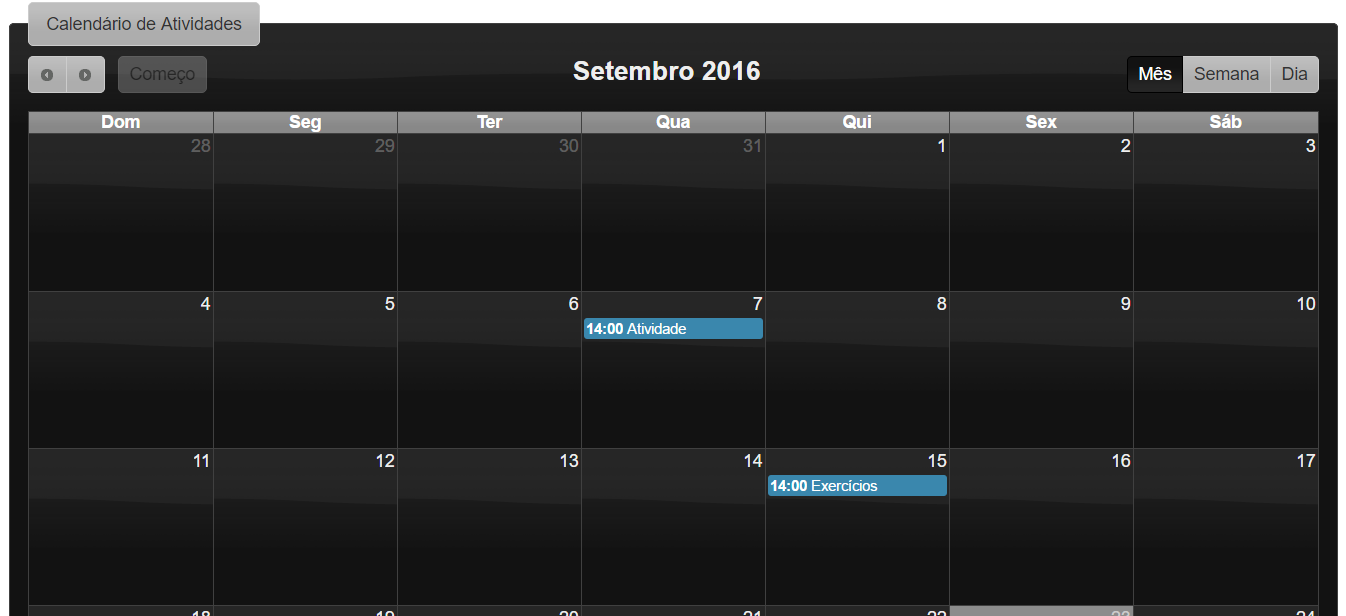 Calendário de Atividades
Começo Setembro 2016 Mês Semana Dia
Dom Seg Ter Qua Qui Sex Sáb
28 29 30 31 1 2 3
4 5 6 7 8 9 10
14:00 Atividade
11 12 13 14 15 16 17
14:00 Exercícios
18 19 20 21 22 23 24